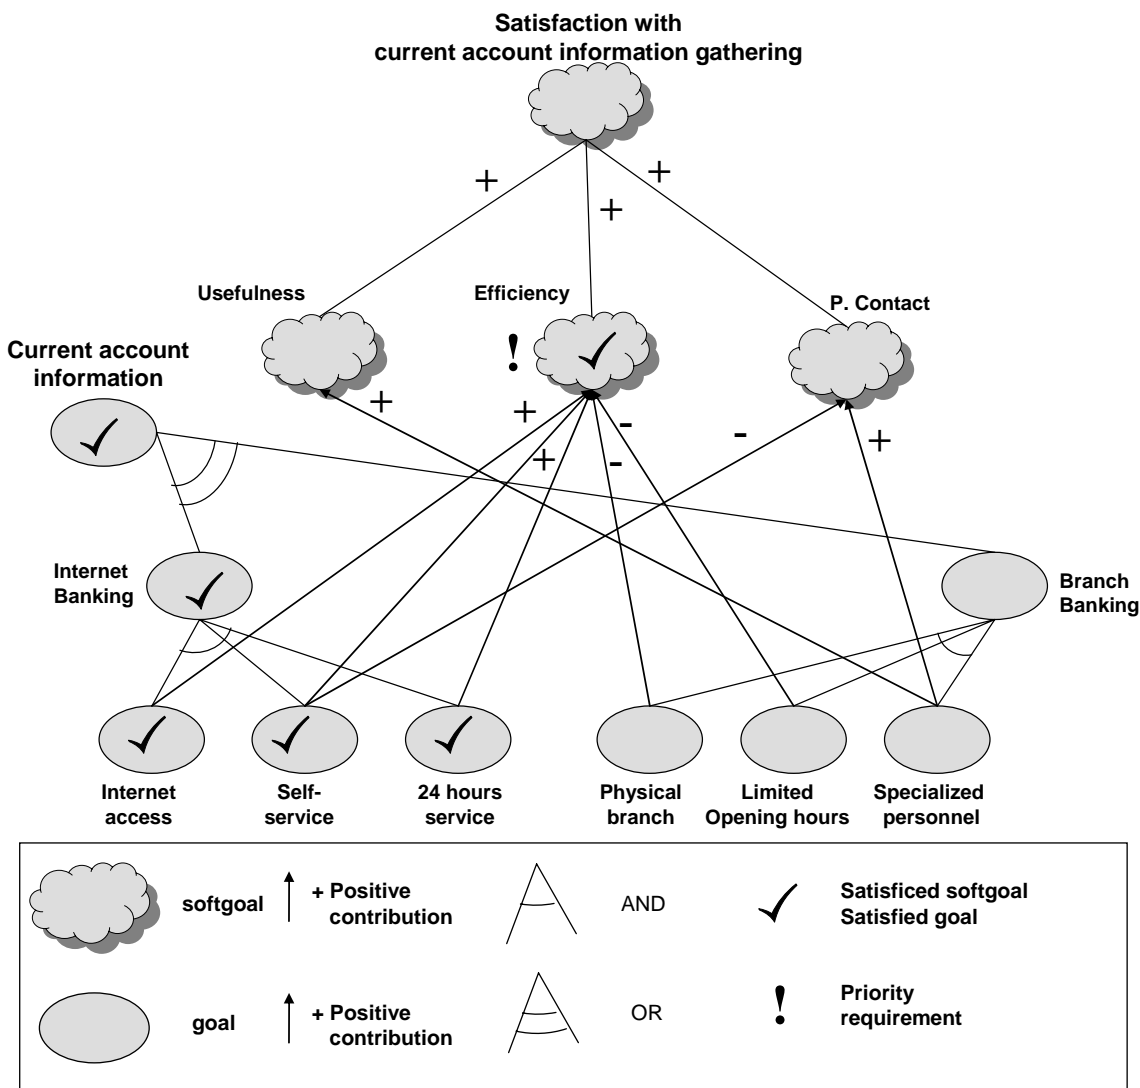 Satisfaction with
current account information gathering
+
+
+
Usefulness
Efficiency
P. Contact
!
Current account
information
+
+
-
-
+
+
-
Internet
Banking
Branch
Banking
Internet
access
Self-
service
24 hours
service
Physical
branch
Limited
Opening hours
Specialized
personnel
softgoal
+ Positive
contribution
AND
Satisficed softgoal
Satisfied goal
goal
+ Positive
contribution
OR
!
Priority
requirement